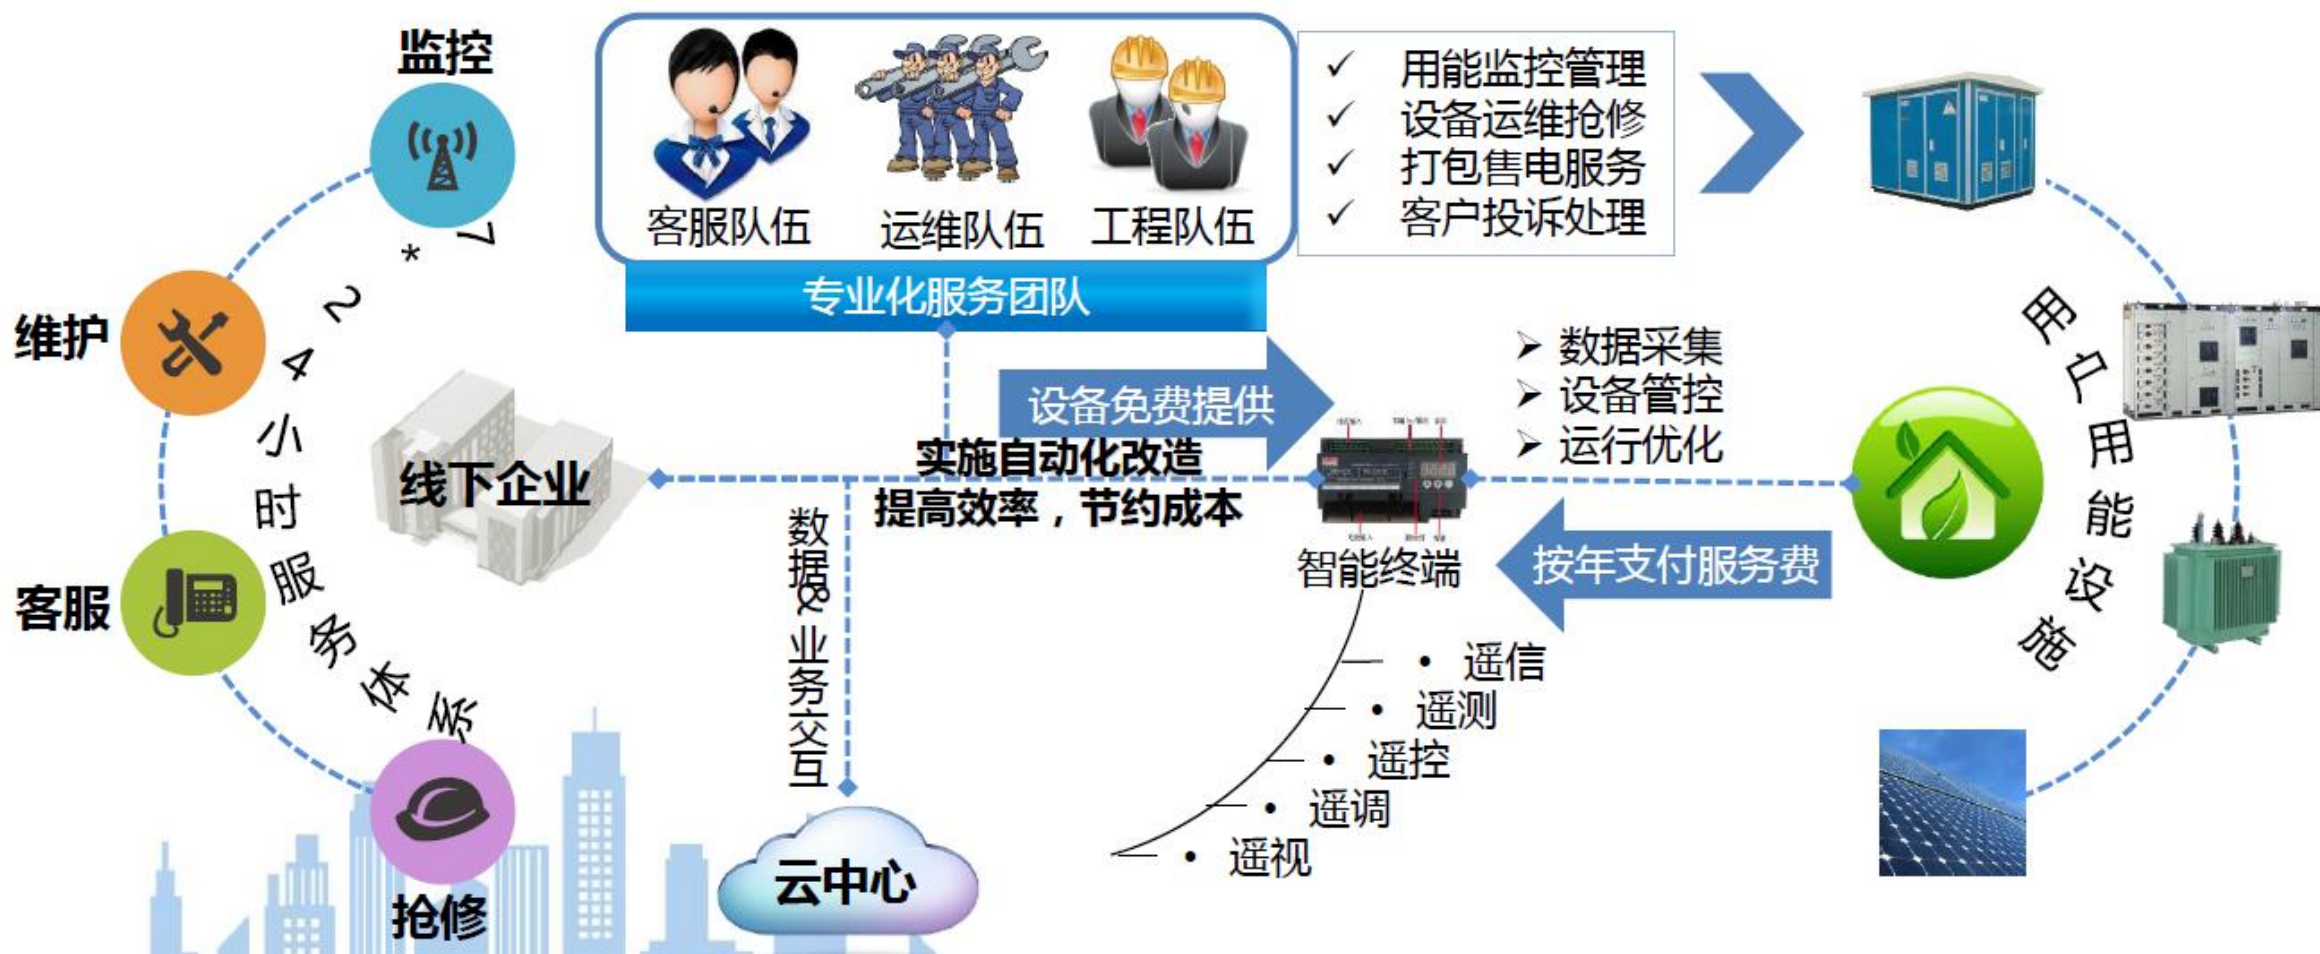 监控
维护
客服
抢修
7*24小时服务体系
线下企业
客服队伍
运维队伍
工程队伍
专业化服务团队
✓ 用能监控管理
✓ 设备运维抢修
✓ 打包售电服务
✓ 客户投诉处理
设备免费提供
实施自动化改造
提高效率，节约成本
数据&业务交互
云中心
➢ 数据采集
➢ 设备管控
➢ 运行优化
智能终端
按年支付服务费
• 遥信
• 遥测
• 遥控
• 遥调
• 遥视
用户用能设施